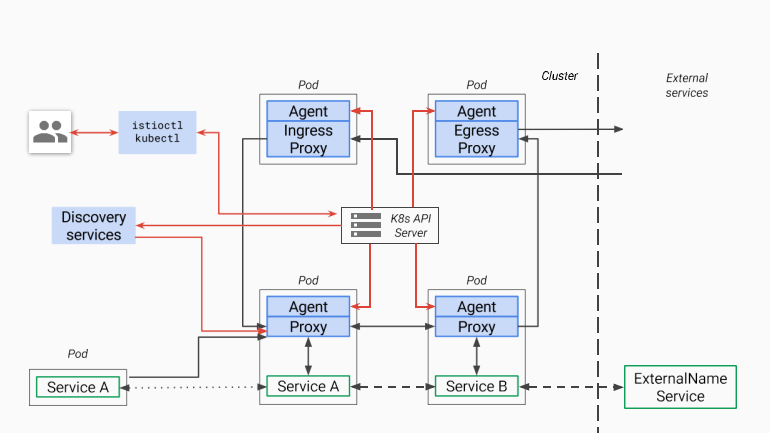 Cluster
External
services
Pod
Pod
Agent
Ingress
Proxy
Agent
Egress
Proxy
istioctl
kubectl
Discovery
services
K8s API
Server
Pod
Pod
Agent
Proxy
Agent
Proxy
Pod
Service A
Service A
Service B
ExternalName
Service